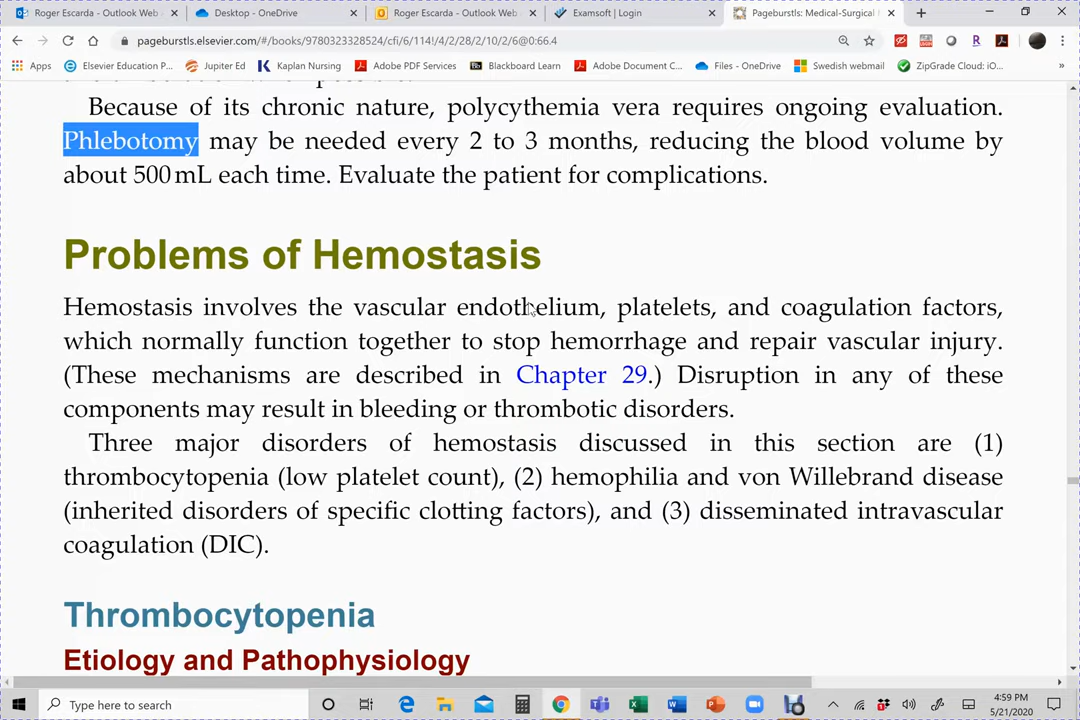 Roger Escarda - Outlook Web
Desktop - OneDrive
Roger Escarda - Outlook Web
Examsoft | Login
Pageburstls: Medical-Surgical
pageburstls.elsevier.com/#/books/9780323328524/cfi/6/114!/4/2/28/2/10/2/6@0:66.4
Apps
Elsevier Education P...
Jupiter Ed
Kaplan Nursing
Adobe PDF Services
Blackboard Learn
Adobe Document C...
Files - OneDrive
Swedish webmail
ZipGrade Cloud: iO...
Because of its chronic nature, polycythemia vera requires ongoing evaluation.
Phlebotomy may be needed every 2 to 3 months, reducing the blood volume by
about 500 mL each time. Evaluate the patient for complications.
Problems of Hemostasis
Hemostasis involves the vascular endothelium, platelets, and coagulation factors,
which normally function together to stop hemorrhage and repair vascular injury.
(These mechanisms are described in Chapter 29.) Disruption in any of these
components may result in bleeding or thrombotic disorders.
Three major disorders of hemostasis discussed in this section are (1)
thrombocytopenia (low platelet count), (2) hemophilia and von Willebrand disease
(inherited disorders of specific clotting factors), and (3) disseminated intravascular
coagulation (DIC).
Thrombocytopenia
Etiology and Pathophysiology
Type here to search
4:59 PM
5/21/2020